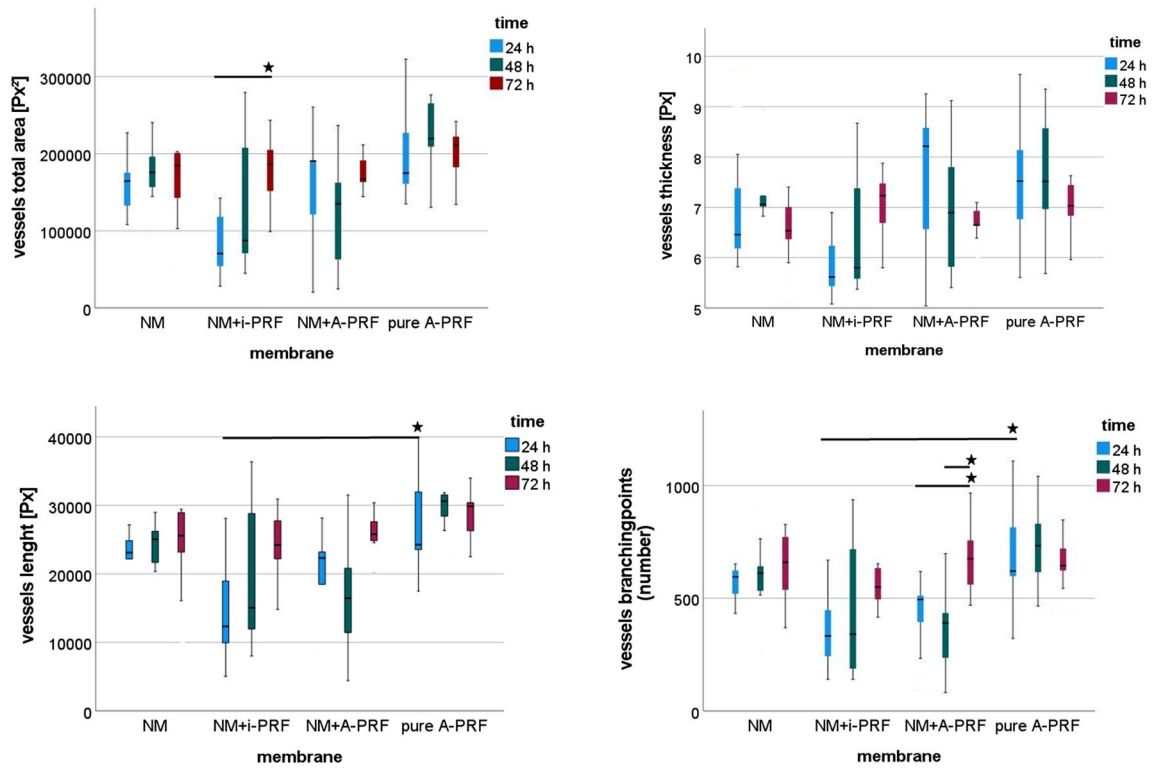 time
24 h
48 h
72 h
vessels total area [Px²]
300000
200000
100000
0
NM NM+i-PRF NM+A-PRF pure A-PRF
membrane
time
24 h
48 h
72 h
vessels thickness [Px]
10
9
8
7
6
5
NM NM+i-PRF NM+A-PRF pure A-PRF
membrane
time
24 h
48 h
72 h
vessels lenght [Px]
40000
30000
20000
10000
0
NM NM+i-PRF NM+A-PRF pure A-PRF
membrane
time
24 h
48 h
72 h
vessels branchingpoints
(number)
1000
500
0
NM NM+i-PRF NM+A-PRF pure A-PRF
membrane